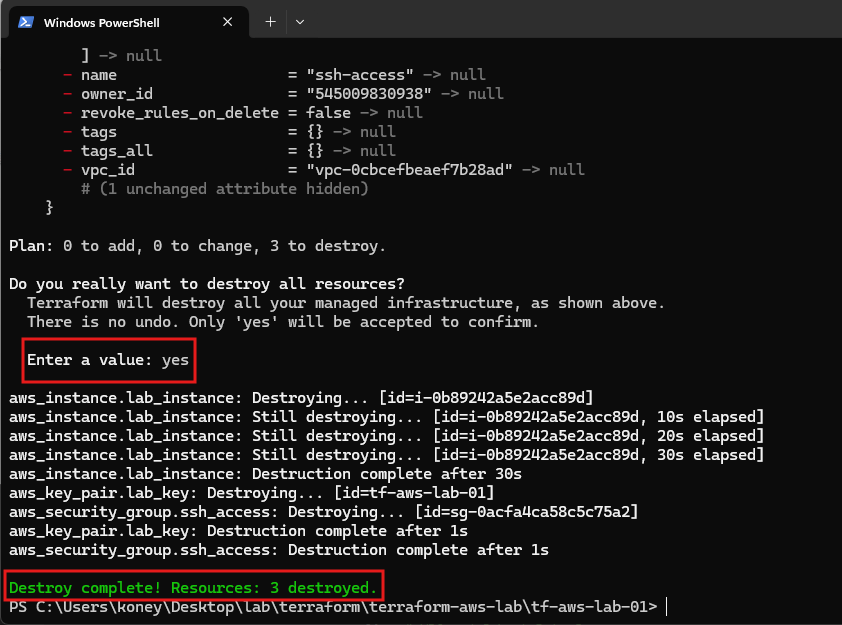 Windows PowerShell
] -> null
- name = "ssh-access" -> null
- owner_id = "545009830938" -> null
- revoke_rules_on_delete = false -> null
- tags = {} -> null
- tags_all = {} -> null
- vpc_id = "vpc-0cbcefbeaef7b28ad" -> null
# (1 unchanged attribute hidden)
}
Plan: 0 to add, 0 to change, 3 to destroy.
Do you really want to destroy all resources?
Terraform will destroy all your managed infrastructure, as shown above.
There is no undo. Only 'yes' will be accepted to confirm.
Enter a value: yes
aws_instance.lab_instance: Destroying... [id=i-0b89242a5e2acc89d]
aws_instance.lab_instance: Still destroying... [id=i-0b89242a5e2acc89d, 10s elapsed]
aws_instance.lab_instance: Still destroying... [id=i-0b89242a5e2acc89d, 20s elapsed]
aws_instance.lab_instance: Still destroying... [id=i-0b89242a5e2acc89d, 30s elapsed]
aws_instance.lab_instance: Destruction complete after 30s
aws_key_pair.lab_key: Destroying... [id=tf-aws-lab-01]
aws_security_group.ssh_access: Destroying... [id=sg-0acfa4ca58c5c75a2]
aws_key_pair.lab_key: Destruction complete after 1s
aws_security_group.ssh_access: Destruction complete after 1s
Destroy complete! Resources: 3 destroyed.
PS C:\Users\koney\Desktop\lab\terraform\terraform-aws-lab\tf-aws-lab-01>